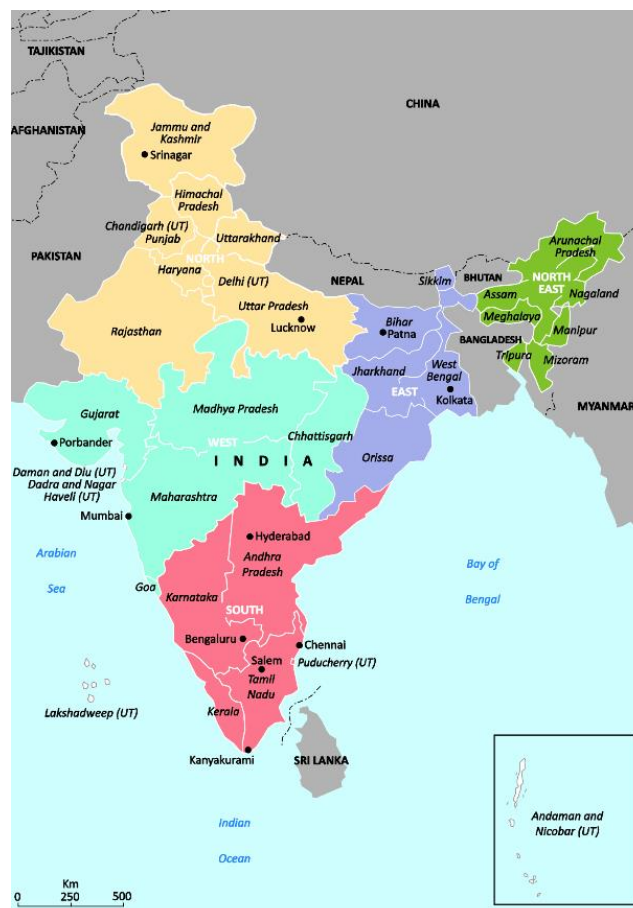 TAJIKISTAN
CHINA
AFGHANISTAN
Jammu and
Kashmir
Srinagar
Himachal
Pradesh
Chandigarh (UT)
Punjab
Uttarakhand
PAKISTAN
NORTH
Haryana
Delhi (UT)
NEPAL
Sikkim
BHUTAN
Arunachal
Pradesh
NORTH
EAST
Assam
Nagaland
Meghalaya
Uttar Pradesh
Lucknow
Rajasthan
Bihar
Patna
BANGLADESH
Manipur
Tripura
Mizoram
Jharkhand
West
Bengal
EAST
Kolkata
MYANMAR
Gujarat
Madhya Pradesh
Chhattisgarh
Porbander
WEST
INDIA
Orissa
Daman and Diu (UT)
Dadra and Nagar
Haveli (UT)
Maharashtra
Mumbai
Hyderabad
Arabian
Sea
Andhra
Pradesh
Bay of
Bengal
Goa
Karnataka
SOUTH
Bengaluru
Chennai
Salem
Puducherry (UT)
Tamil
Nadu
Lakshadweep (UT)
Kerala
Kanyakurami
SRI LANKA
Andaman and
Nicobar (UT)
Indian
Ocean
Km
0 250 500